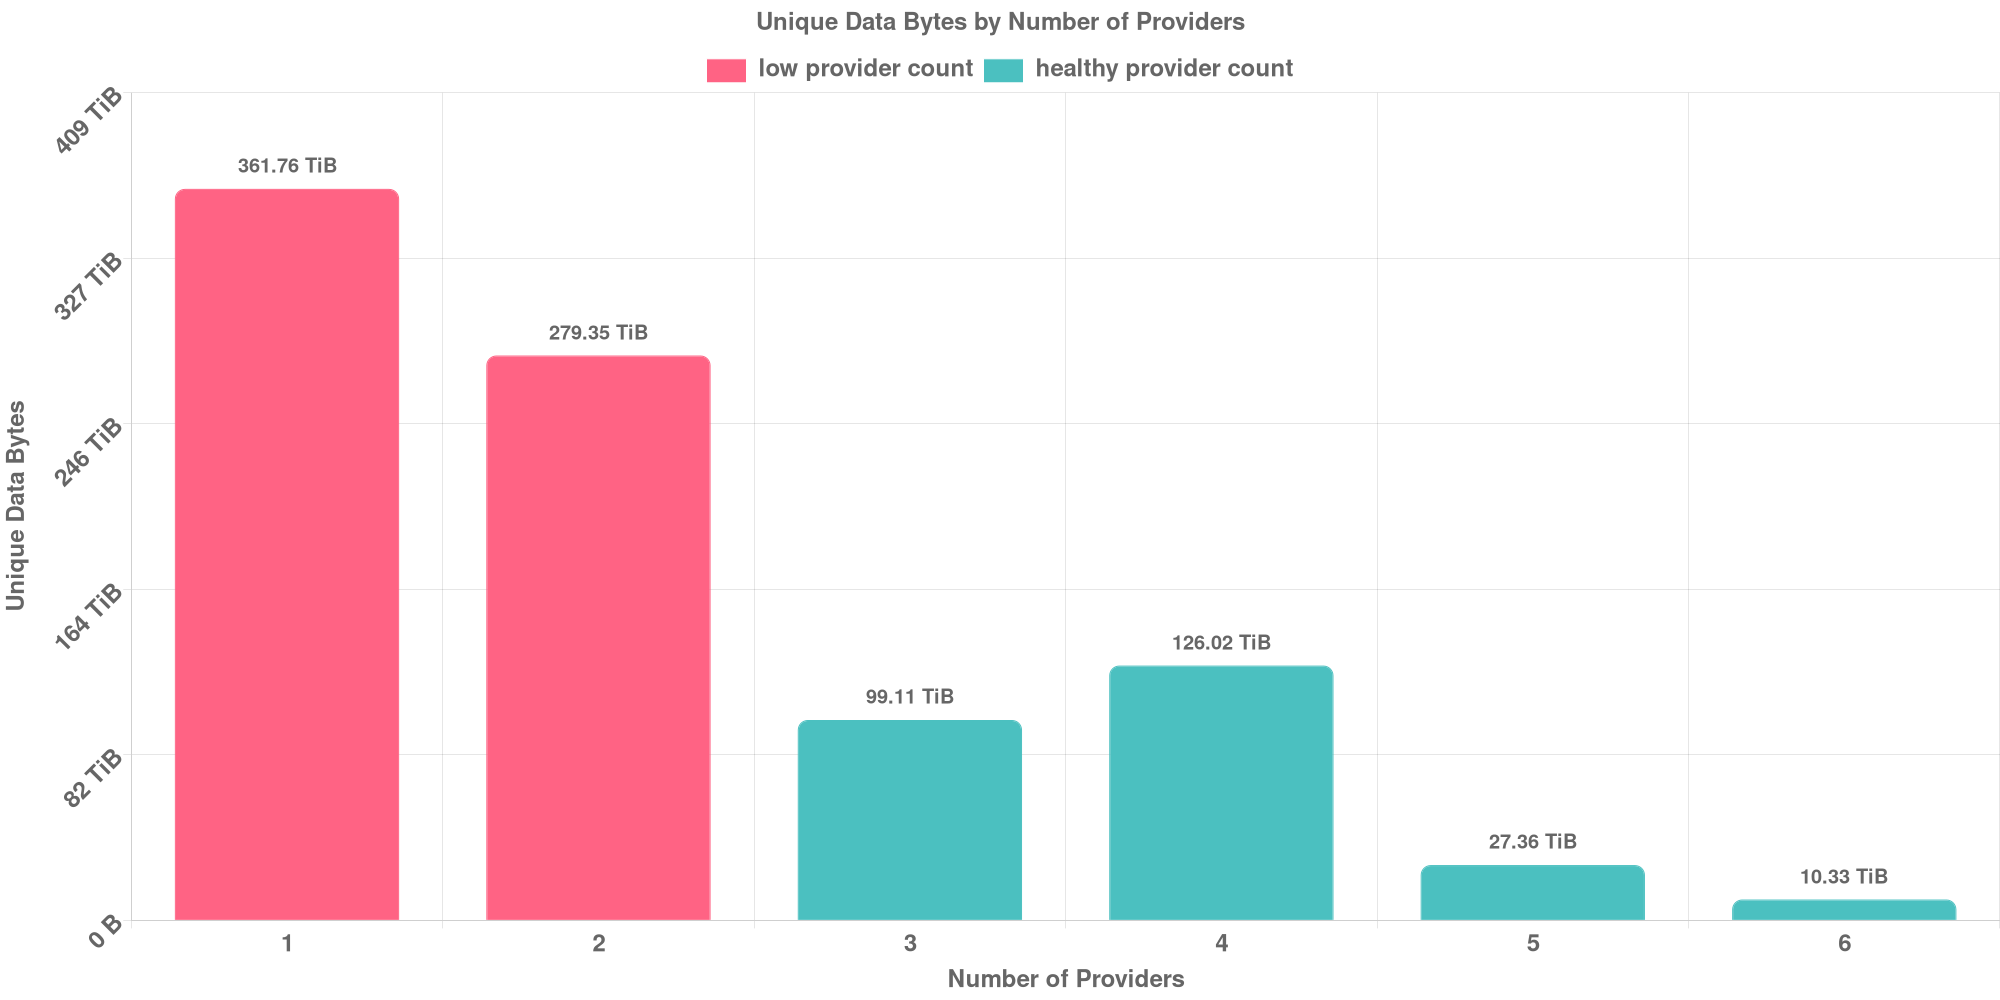 Unique Data Bytes by Number of Providers
low provider count healthy provider count
409 TiB
327 TiB
246 TiB
164 TiB
82 TiB
0 B
Unique Data Bytes
361.76 TiB
279.35 TiB
99.11 TiB
126.02 TiB
27.36 TiB
10.33 TiB
1 2 3 4 5 6
Number of Providers